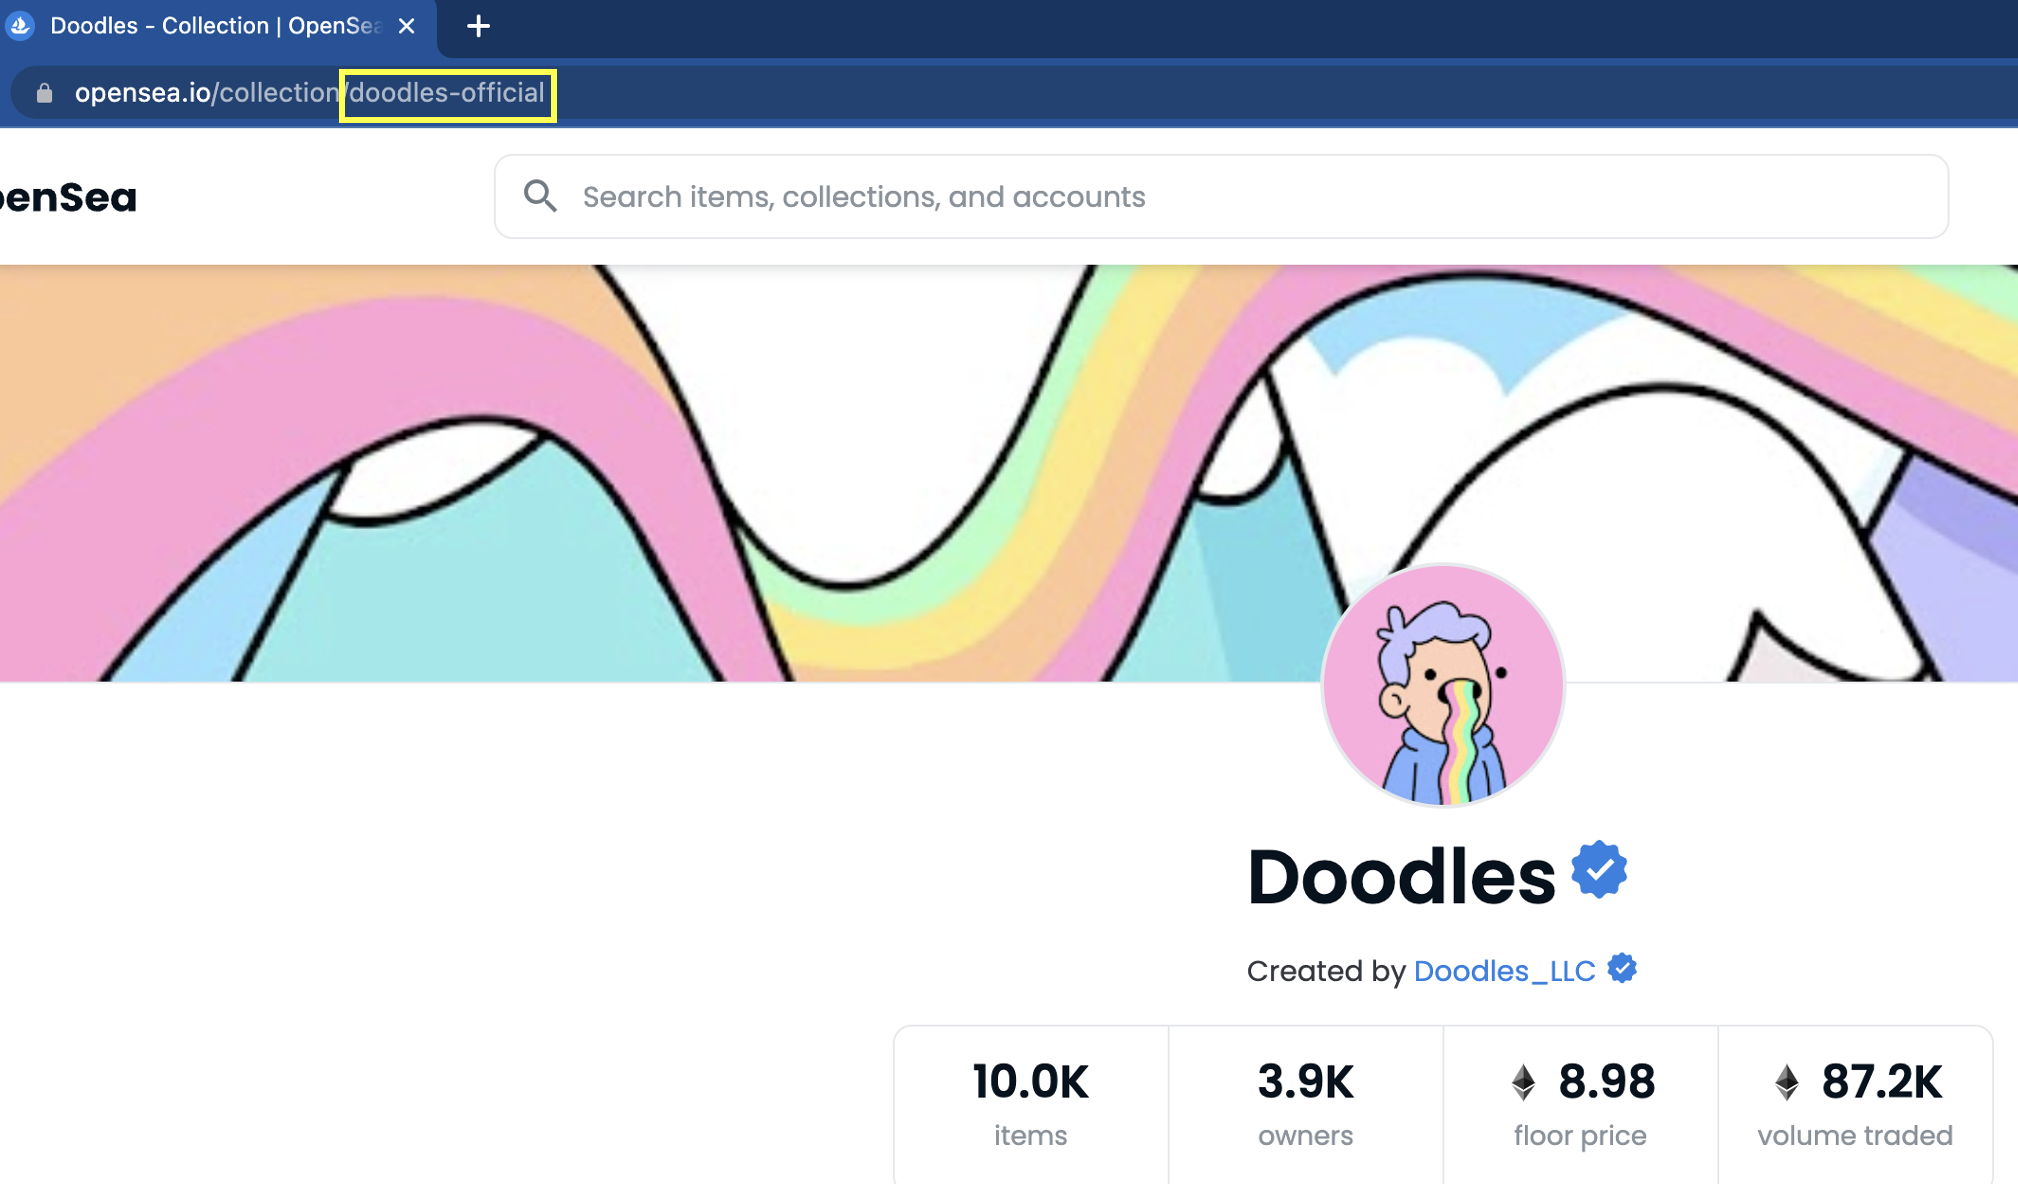 Doodles - Collection | OpenSea
opensea.io/collection/doodles-official
penSea
Search items, collections, and accounts
Doodles
Created by Doodles_LLC
10.0K
items
3.9K
owners
8.98
floor price
87.2K
volume traded